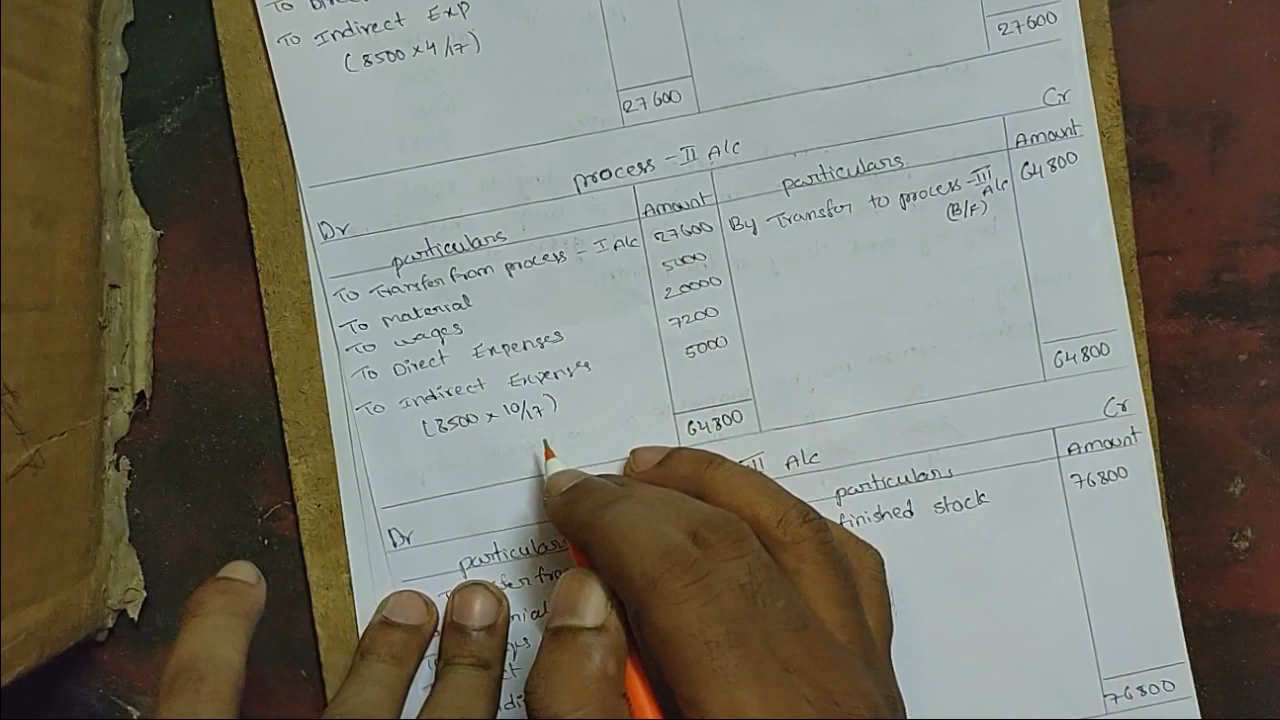 To Indirect Exp
(8500 × 4/17)
27600
27600
process - II A/c
Dr
Cr
particulars
Amount
particulars
Amount
To Transfer from process - I A/c
27600
By Transfer to process - III A/c
(B/F)
64800
To material
5000
To wages
20000
To Direct Expenses
7200
To Indirect Expenses
5000
(8500 × 10/17)
64800
64800
III A/c
Dr
Cr
particulars
particulars
Amount
finished stock
76800
76800